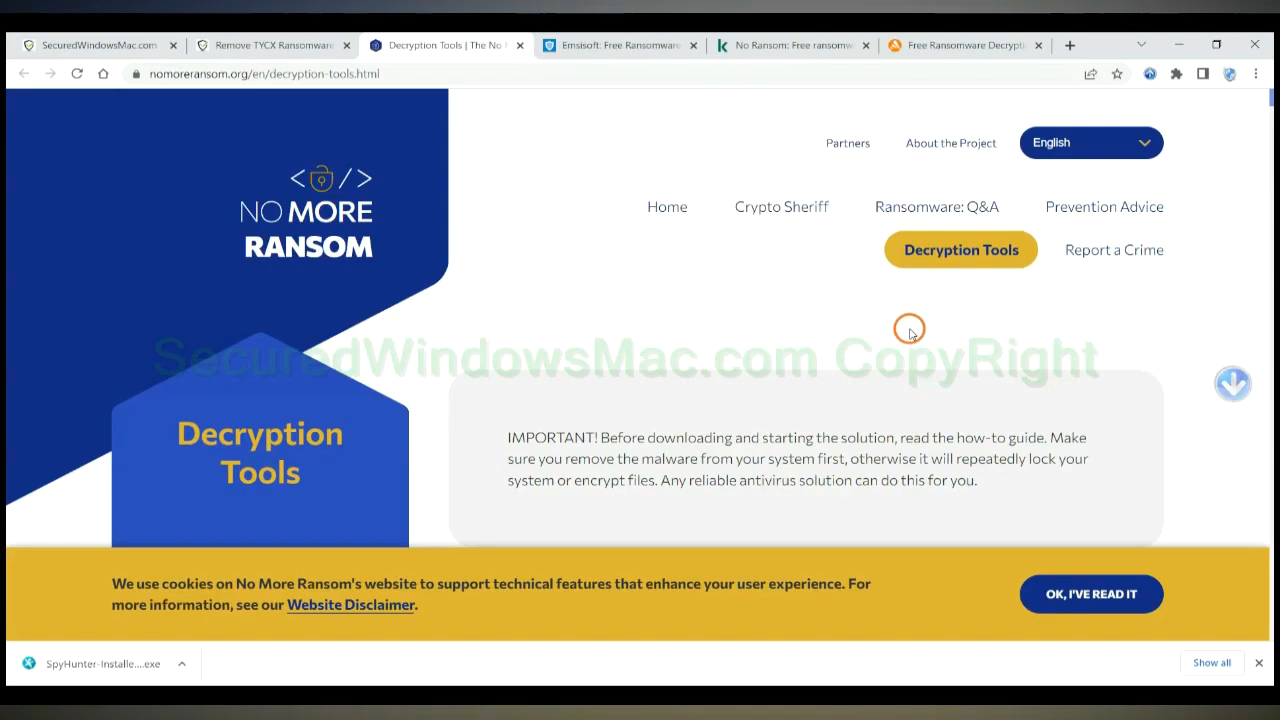 SecuredWindowsMac.com
Remove TYCX Ransomware
Decryption Tools | The No
Emsisoft: Free Ransomware
No Ransom: Free ransomw
Free Ransomware Decrypti
nomoreransom.org/en/decryption-tools.html
Partners
About the Project
English
< /> 
NO MORE
RANSOM
Home
Crypto Sheriff
Ransomware: Q&A
Prevention Advice
Decryption Tools
Report a Crime
SecuredWindowsMac.com CopyRight
Decryption
Tools
IMPORTANT! Before downloading and starting the solution, read the how-to guide. Make
sure you remove the malware from your system first, otherwise it will repeatedly lock your
system or encrypt files. Any reliable antivirus solution can do this for you.
We use cookies on No More Ransom's website to support technical features that enhance your user experience. For
more information, see our Website Disclaimer.
OK, I'VE READ IT
SpyHunter-Installe....exe
Show all